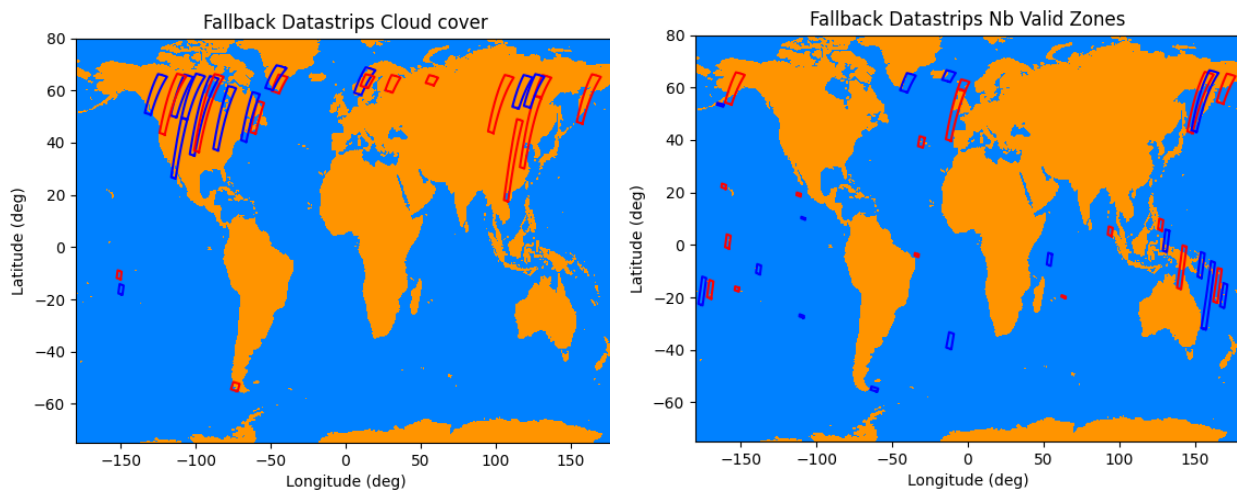 Fallback Datastrips Cloud cover
80
60
40
20
0
−20
−40
−60
Latitude (deg)
−150 −100 −50 0 50 100 150
Longitude (deg)
Fallback Datastrips Nb Valid Zones
80
60
40
20
0
−20
−40
−60
Latitude (deg)
−150 −100 −50 0 50 100 150
Longitude (deg)